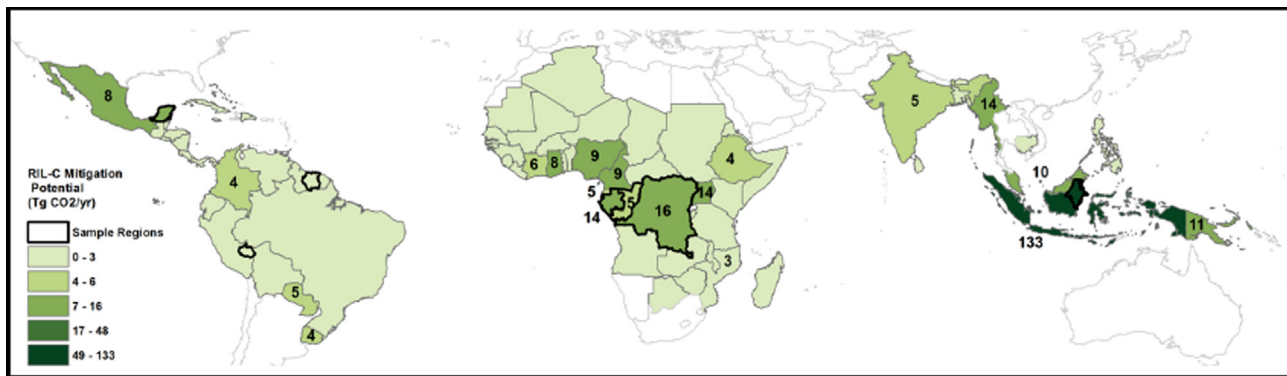 8
4
5
4
6
8
9
9
5
14
5
16
14
4
3
5
14
10
133
11
RIL-C Mitigation
Potential
(Tg CO2/yr)
Sample Regions
0 - 3
4 - 6
7 - 16
17 - 48
49 - 133